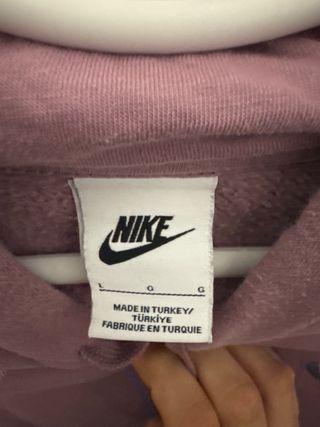 NIKE
L G G
MADE IN TURKEY/
TÜRKİYE
FABRIQUE EN TURQUIE